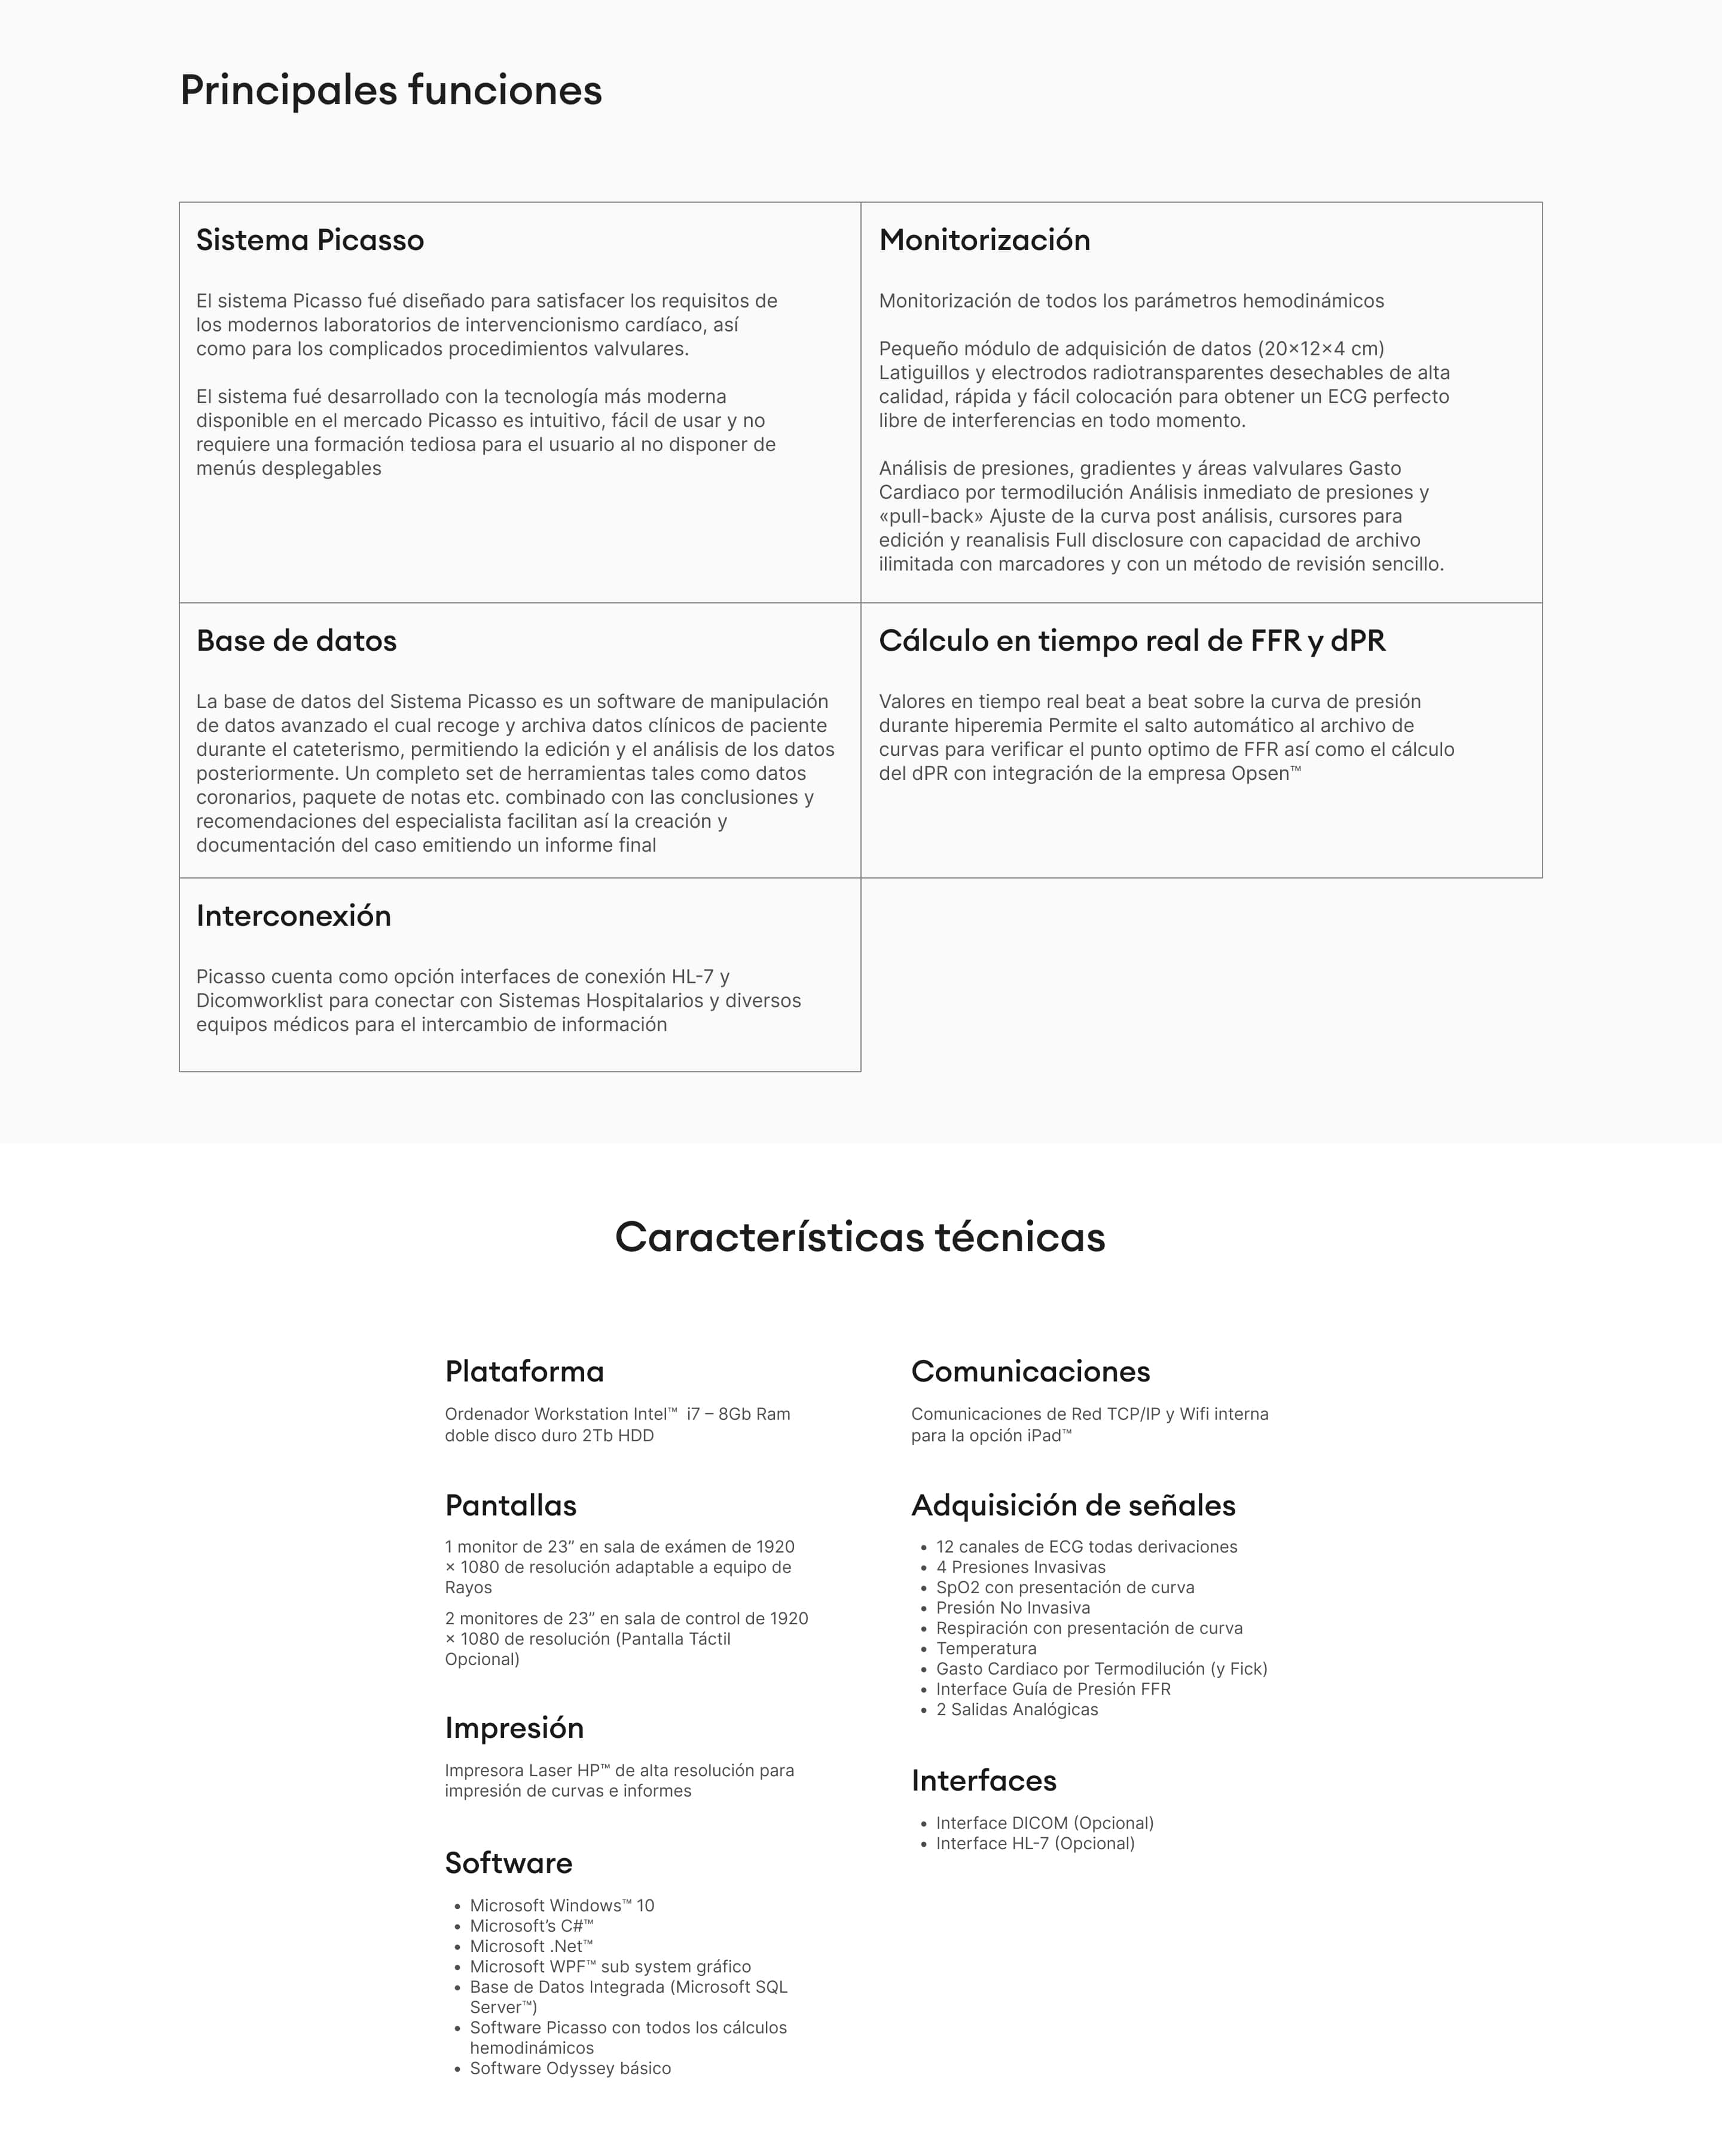 Principales funciones
Sistema Picasso
El sistema Picasso fué diseñado para satisfacer los requisitos de
los modernos laboratorios de intervencionismo cardíaco, así
como para los complicados procedimientos valvulares.
El sistema fué desarrollado con la tecnología más moderna
disponible en el mercado Picasso es intuitivo, fácil de usar y no
requiere una formación tediosa para el usuario al no disponer de
menús desplegables
Monitorización
Monitorización de todos los parámetros hemodinámicos
Pequeño módulo de adquisición de datos (20×12×4 cm)
Latiguillos y electrodos radiotransparentes desechables de alta
calidad, rápida y fácil colocación para obtener un ECG perfecto
libre de interferencias en todo momento.
Análisis de presiones, gradientes y áreas valvulares Gasto
Cardiaco por termodilución Análisis inmediato de presiones y
«pull-back» Ajuste de la curva post análisis, cursores para
edición y reanalisis Full disclosure con capacidad de archivo
ilimitada con marcadores y con un método de revisión sencillo.
Base de datos
La base de datos del Sistema Picasso es un software de manipulación
de datos avanzado el cual recoge y archiva datos clínicos de paciente
durante el cateterismo, permitiendo la edición y el análisis de los datos
posteriormente. Un completo set de herramientas tales como datos
coronarios, paquete de notas etc. combinado con las conclusiones y
recomendaciones del especialista facilitan así la creación y
documentación del caso emitiendo un informe final
Cálculo en tiempo real de FFR y dPR
Valores en tiempo real beat a beat sobre la curva de presión
durante hiperemia Permite el salto automático al archivo de
curvas para verificar el punto optimo de FFR así como el cálculo
del dPR con integración de la empresa Opsen™
Interconexión
Picasso cuenta como opción interfaces de conexión HL-7 y
Dicomworklist para conectar con Sistemas Hospitalarios y diversos
equipos médicos para el intercambio de información
Características técnicas
Plataforma
Ordenador Workstation Intel™ i7 – 8Gb Ram
doble disco duro 2Tb HDD
Pantallas
1 monitor de 23” en sala de exámen de 1920
× 1080 de resolución adaptable a equipo de
Rayos
2 monitores de 23” en sala de control de 1920
× 1080 de resolución (Pantalla Táctil
Opcional)
Impresión
Impresora Laser HP™ de alta resolución para
impresión de curvas e informes
Software
• Microsoft Windows™ 10
• Microsoft’s C#™
• Microsoft .Net™
• Microsoft WPF™ sub system gráfico
• Base de Datos Integrada (Microsoft SQL
Server™)
• Software Picasso con todos los cálculos
hemodinámicos
• Software Odyssey básico
Comunicaciones
Comunicaciones de Red TCP/IP y Wifi interna
para la opción iPad™
Adquisición de señales
• 12 canales de ECG todas derivaciones
• 4 Presiones Invasivas
• SpO2 con presentación de curva
• Presión No Invasiva
• Respiración con presentación de curva
• Temperatura
• Gasto Cardiaco por Termodilución (y Fick)
• Interface Guía de Presión FFR
• 2 Salidas Analógicas
Interfaces
• Interface DICOM (Opcional)
• Interface HL-7 (Opcional)